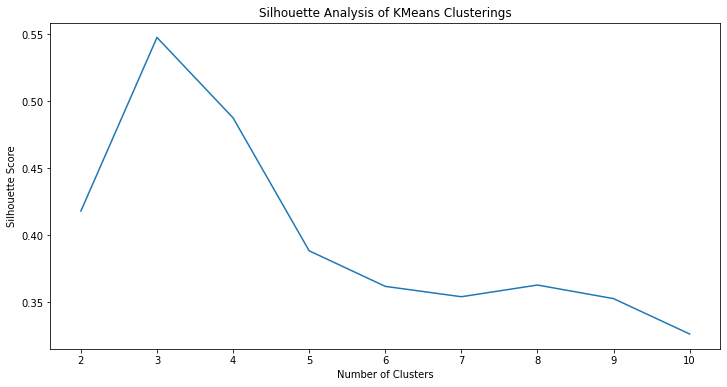 Silhouette Analysis of KMeans Clusterings
0.55
0.50
0.45
0.40
0.35
Silhouette Score
2 3 4 5 6 7 8 9 10
Number of Clusters